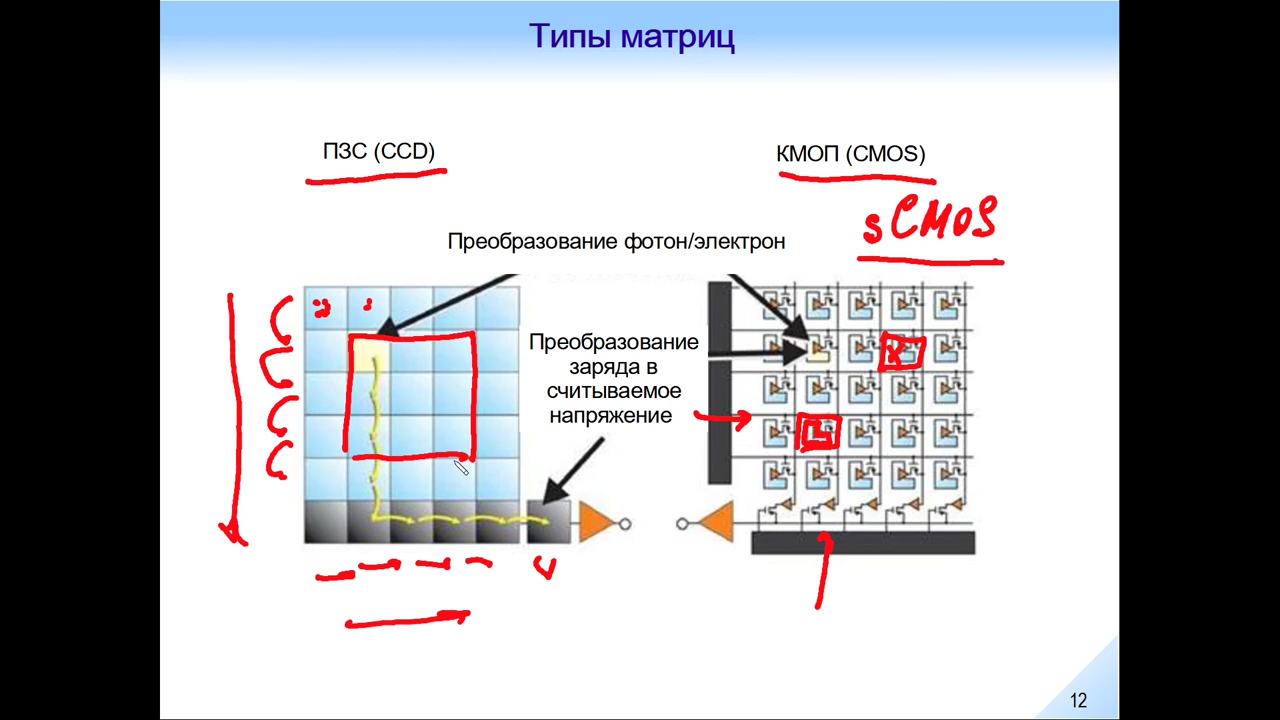 Типы матриц
ПЗС (CCD)
КМОП (CMOS)
sCMOS
Преобразование фотон/электрон
Преобразование
заряда в
считываемое
напряжение
12